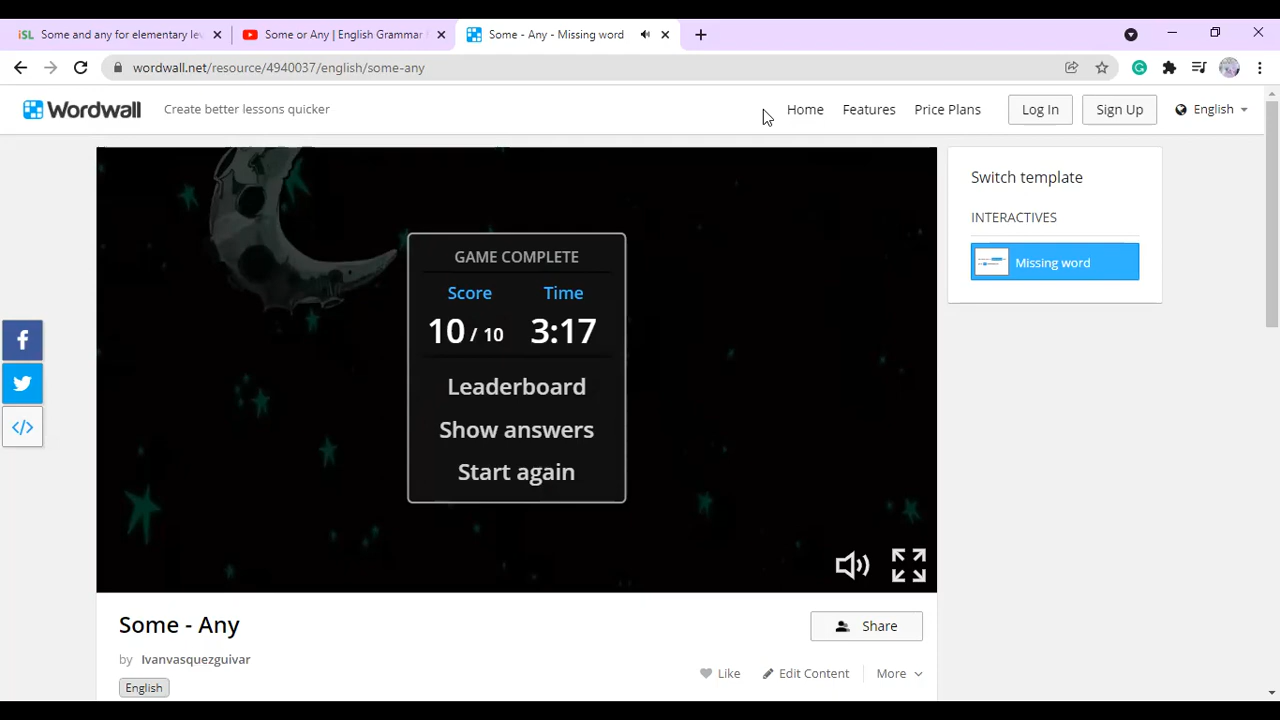 iSL Some and any for elementary le
Some or Any | English Grammar
Some - Any - Missing word
wordwall.net/resource/4940037/english/some-any
Wordwall
Create better lessons quicker
Home
Features
Price Plans
Log In
Sign Up
English
Switch template
INTERACTIVES
Missing word
GAME COMPLETE
Score Time
10 / 10 3:17
Leaderboard
Show answers
Start again
Some - Any
Share
by Ivanvasquezguivar
Like
Edit Content
More
English